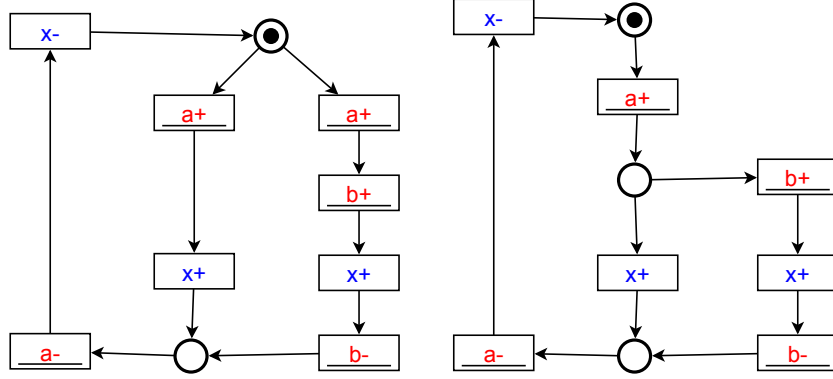 x-
a+
a+
b+
x+
x+
a-
b-
x-
a+
b+
x+
x+
a-
b-